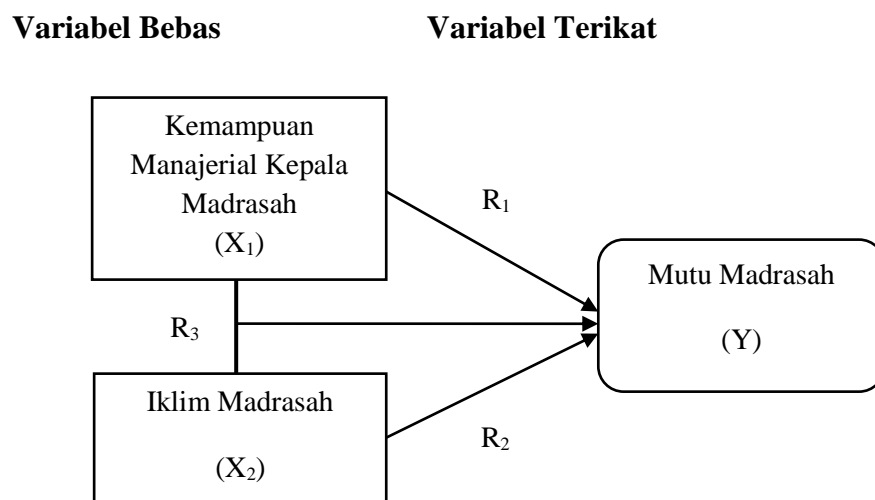 Variabel Bebas
Variabel Terikat
Kemampuan
Manajerial Kepala
Madrasah
(X₁)
R₁
Mutu Madrasah
(Y)
R₃
Iklim Madrasah
(X₂)
R₂